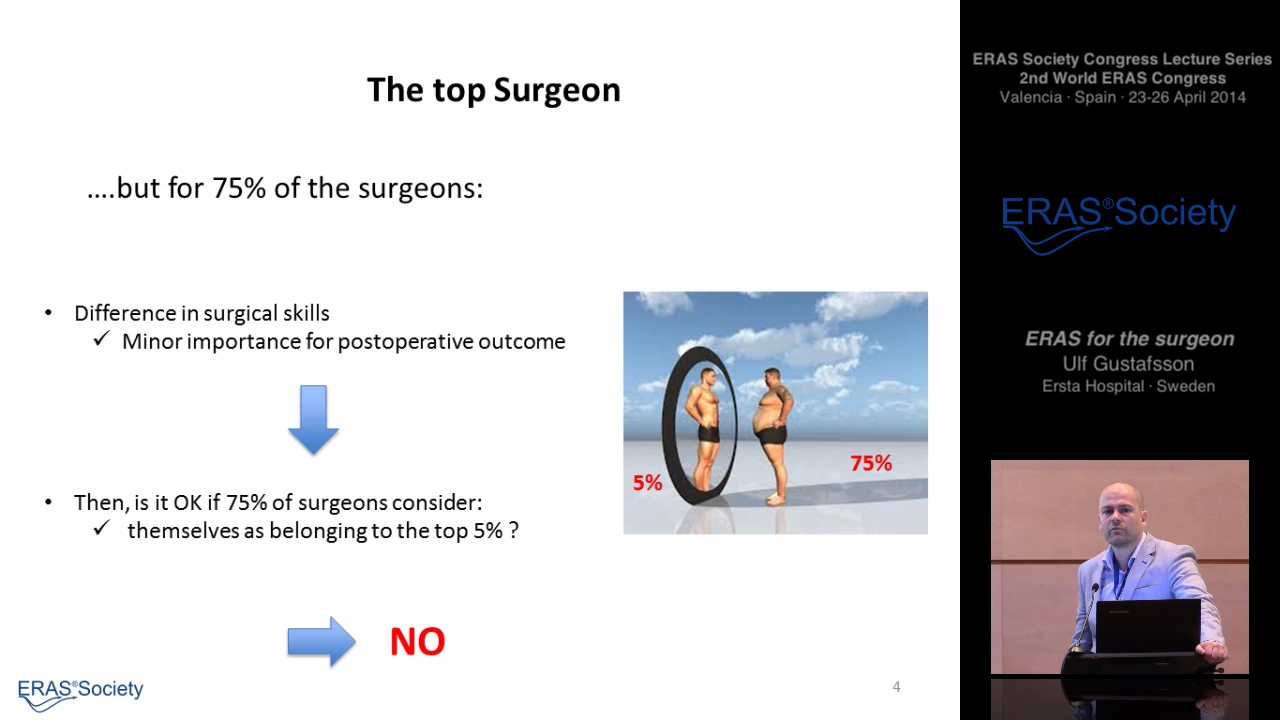 The top Surgeon
....but for 75% of the surgeons:
• Difference in surgical skills
✓ Minor importance for postoperative outcome
• Then, is it OK if 75% of surgeons consider:
✓ themselves as belonging to the top 5% ?
NO
5%
75%
ERAS®Society
4
ERAS Society Congress Lecture Series
2nd World ERAS Congress
Valencia · Spain · 23-26 April 2014
ERAS®Society
ERAS for the surgeon
Ulf Gustafsson
Ersta Hospital · Sweden